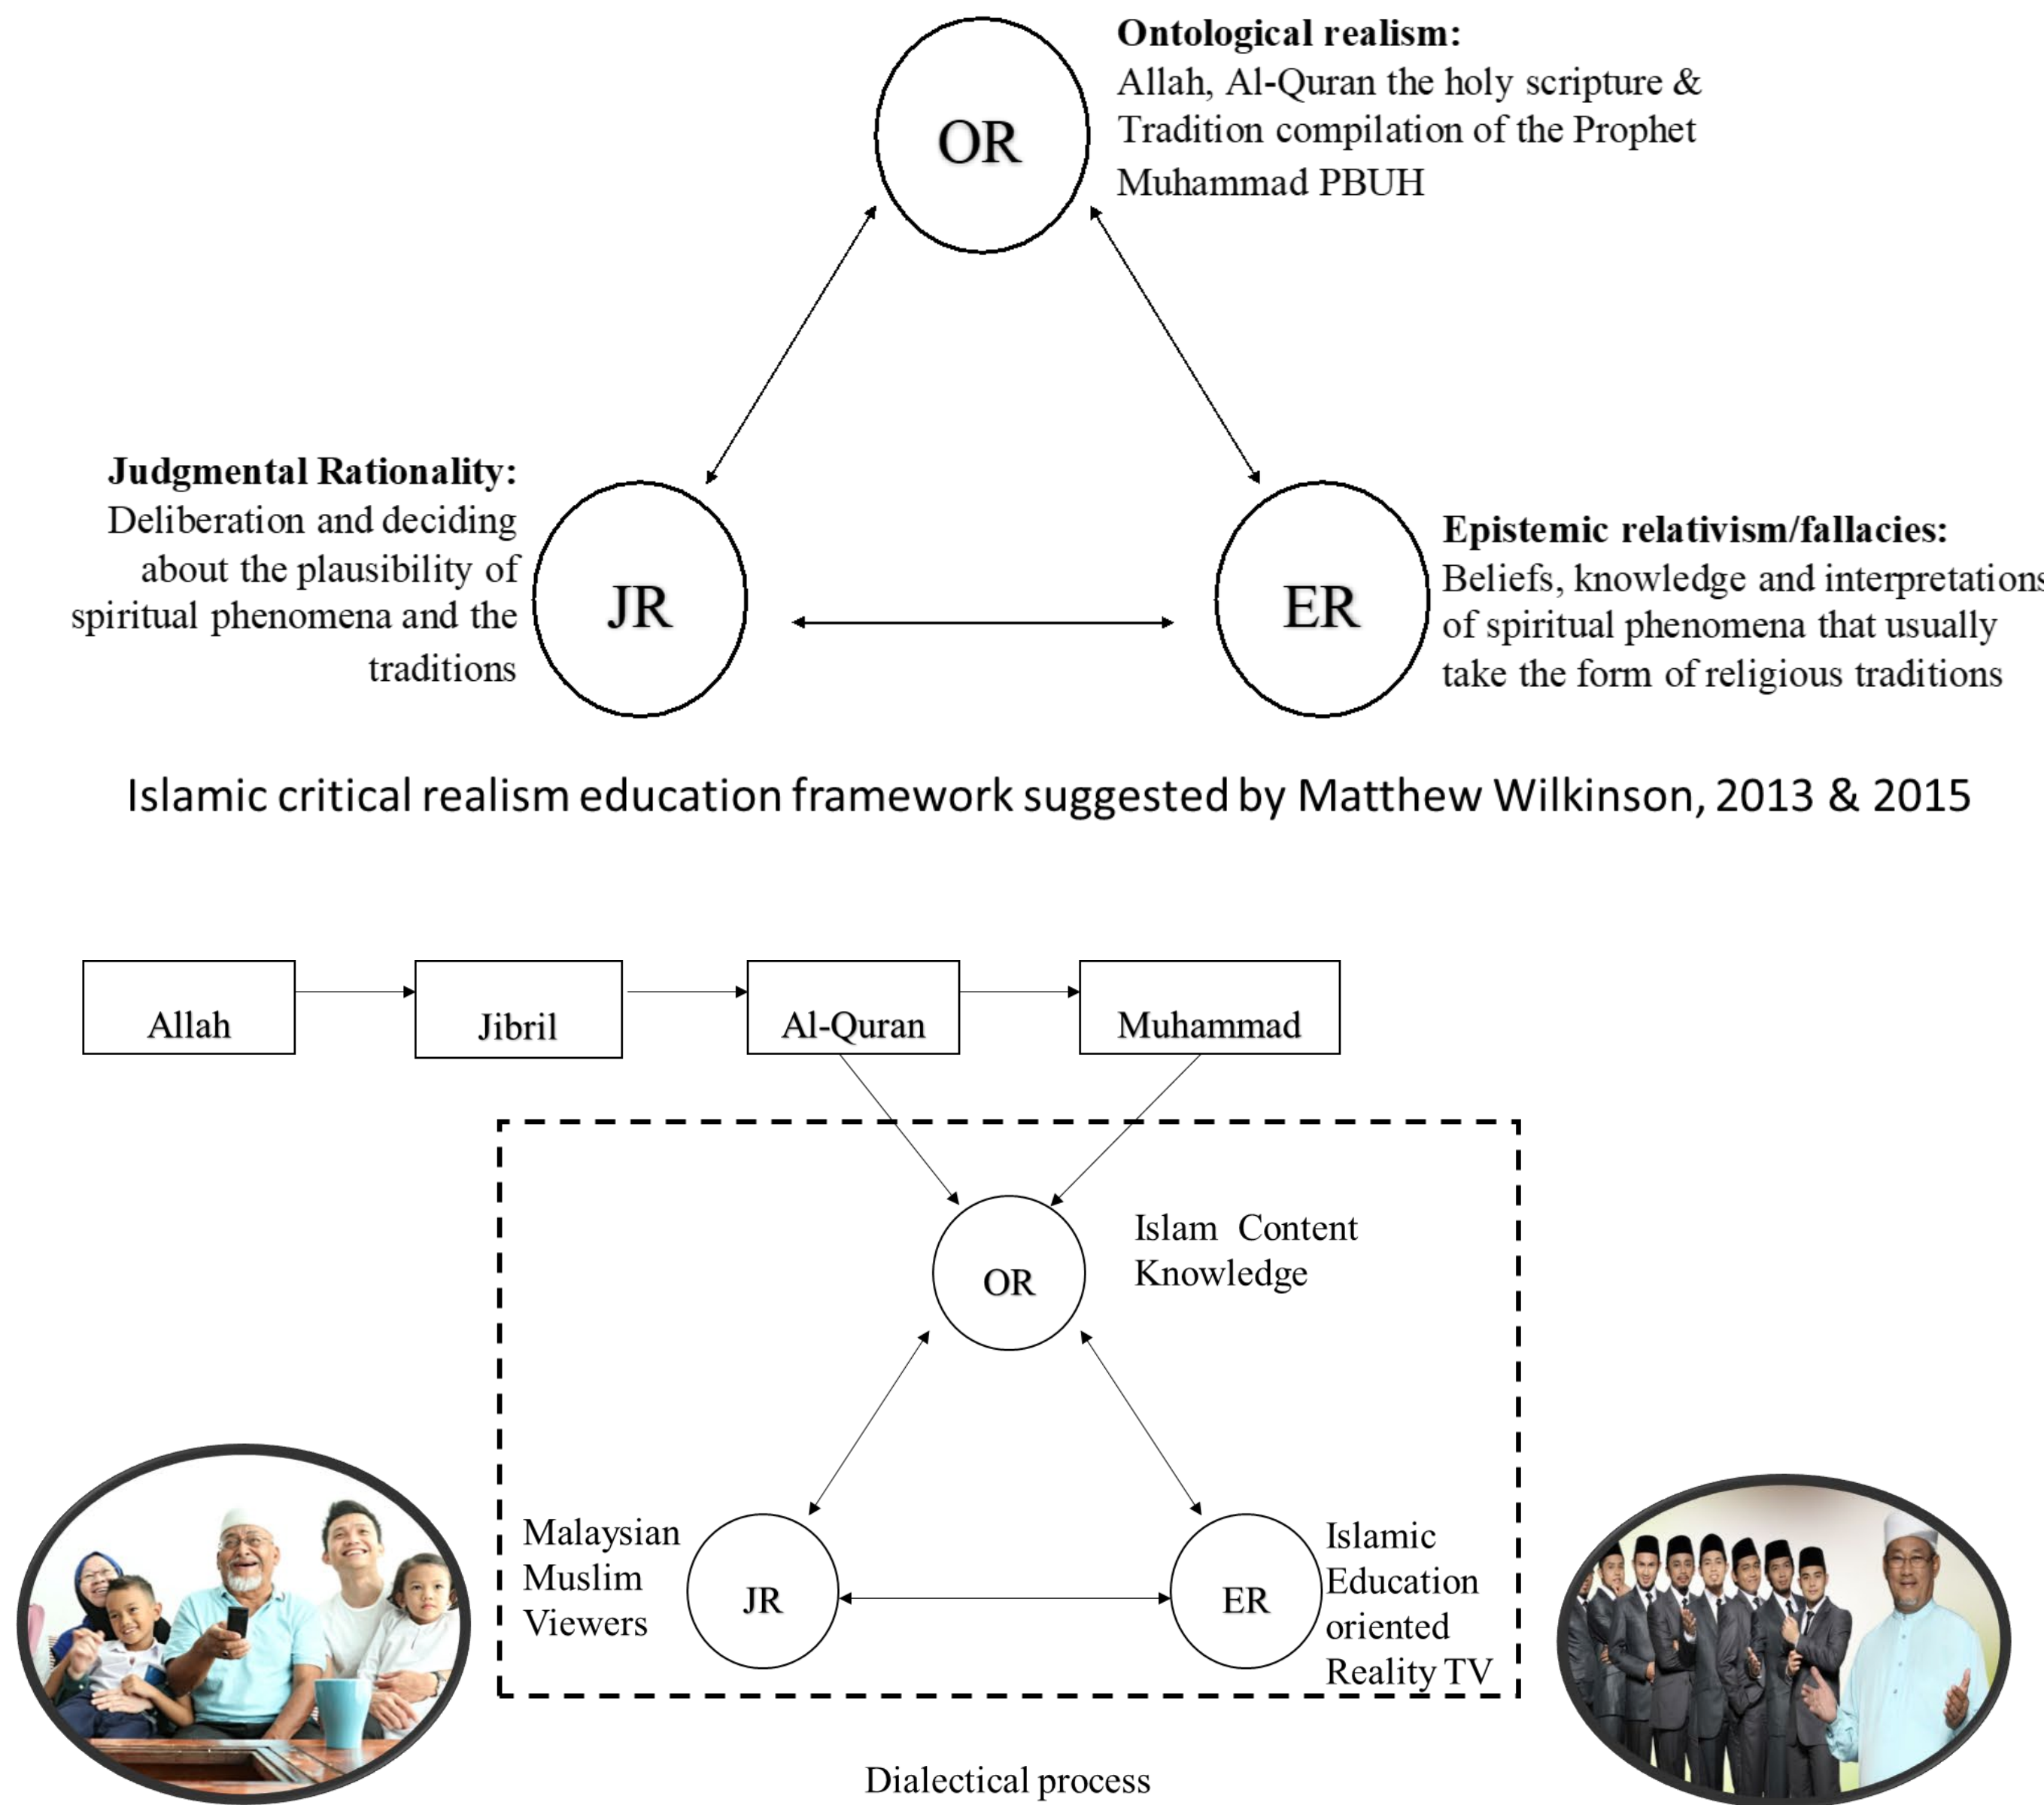 Ontological realism:
Allah, Al-Quran the holy scripture &
Tradition compilation of the Prophet
Muhammad PBUH
OR
Judgmental Rationality:
Deliberation and deciding
about the plausibility of
spiritual phenomena and the
traditions
JR
ER
Epistemic relativism/fallacies:
Beliefs, knowledge and interpretations
of spiritual phenomena that usually
take the form of religious traditions
Islamic critical realism education framework suggested by Matthew Wilkinson, 2013 & 2015
Allah
Jibril
Al-Quran
Muhammad
OR
Islam Content
Knowledge
Malaysian
Muslim
Viewers
JR
ER
Islamic
Education
oriented
Reality TV
Dialectical process